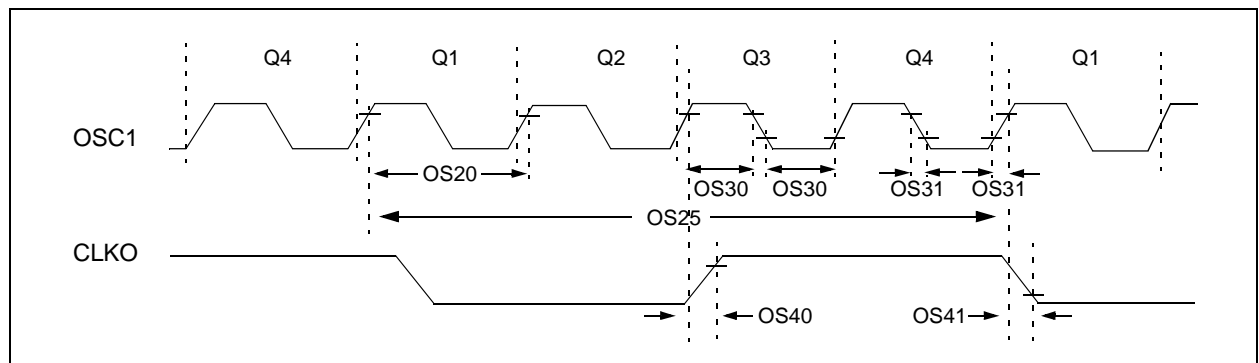 Q4 Q1 Q2 Q3 Q4 Q1
OSC1
OS20 OS30 OS30 OS31 OS31
OS25
CLKO
OS40 OS41